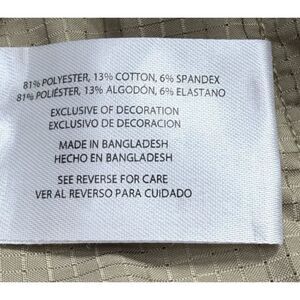 81% POLYESTER, 13% COTTON, 6% SPANDEX
81% POLIÉSTER, 13% ALGODÓN, 6% ELASTANO
EXCLUSIVE OF DECORATION
EXCLUSIVO DE DECORACION
MADE IN BANGLADESH
HECHO EN BANGLADESH
SEE REVERSE FOR CARE
VER AL REVERSO PARA CUIDADO